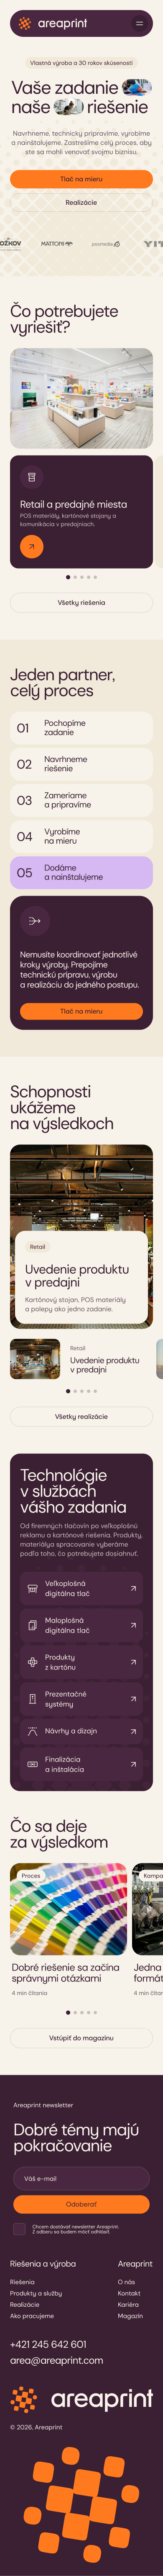 areaprint
Vlastná výroba a 30 rokov skúseností
Vaše zadanie
naše riešenie
Navrhneme, technicky pripravíme, vyrobíme
a nainštalujeme. Zastrešíme celý proces, aby
ste sa mohli venovať svojmu biznisu.
Tlač na mieru
Realizácie
MATTONI
ecomedia
Čo potrebujete
vyriešiť?
Retail a predajné miesta
POS materiály, kartónové stojany a
komunikácia v predajniach.
Všetky riešenia
Jeden partner,
celý proces
01 Pochopíme
zadanie
02 Navrhneme
riešenie
03 Zameriame
a pripravíme
04 Vyrobíme
na mieru
05 Dodáme
a nainštalujeme
Nemusíte koordinovať jednotlivé
kroky výroby. Prepojíme
technickú prípravu, výrobu
a realizáciu do jedného postupu.
Tlač na mieru
Schopnosti
ukážeme
na výsledkoch
Retail
Uvedenie produktu
v predajni
Kartónový stojan, POS materiály
a polepy ako jedno zadanie.
Retail
Uvedenie produktu
v predajni
Všetky realizácie
Technológie
v službách
vášho zadania
Od firemných tlačovín po veľkoplošnú
reklamu a kartónové riešenia. Produkty,
materiálya spracovanie vyberáme
podľa toho, čo potrebujete dosiahnuť.
Veľkoplošná
digitálna tlač
Maloplošná
digitálna tlač
Produkty
z kartónu
Prezentačné
systémy
Návrhy a dizajn
Finalizácia
a inštalácia
Čo sa deje
za výsledkom
Proces
Dobré riešenie sa začína
správnymi otázkami
4 min čítania
Jedna
formát
4 min čítan
Vstúpiť do magazínu
Areaprint newsletter
Dobré témy majú
pokračovanie
Váš e-mail
Odoberať
Chcem dostávať newsletter Areaprint.
Z odberu sa budem môcť odhlásiť.
Riešenia a výroba
Riešenia
Produkty a služby
Realizácie
Ako pracujeme
Areaprint
O nás
Kontakt
Kariéra
Magazín
+421 245 642 601
area@areaprint.com
areaprint
© 2026, Areaprint